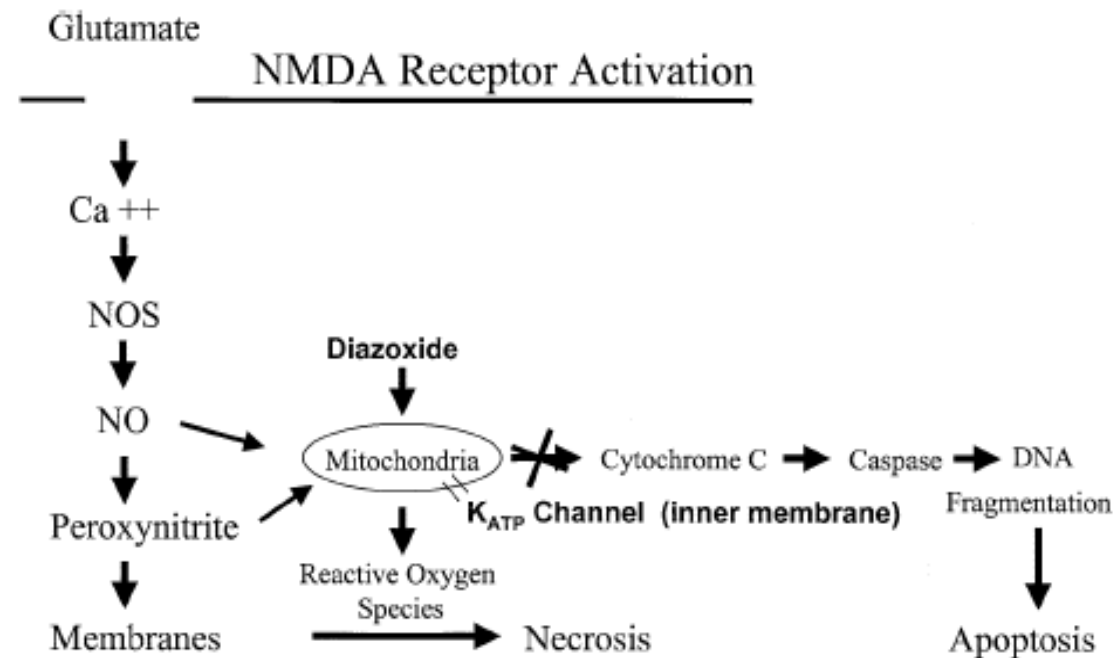 Glutamate
NMDA Receptor Activation
Ca ++
NOS
Diazoxide
NO
Mitochondria
Cytochrome C
Caspase
DNA
Fragmentation
K_ATP Channel (inner membrane)
Peroxynitrite
Reactive Oxygen
Species
Membranes
Necrosis
Apoptosis